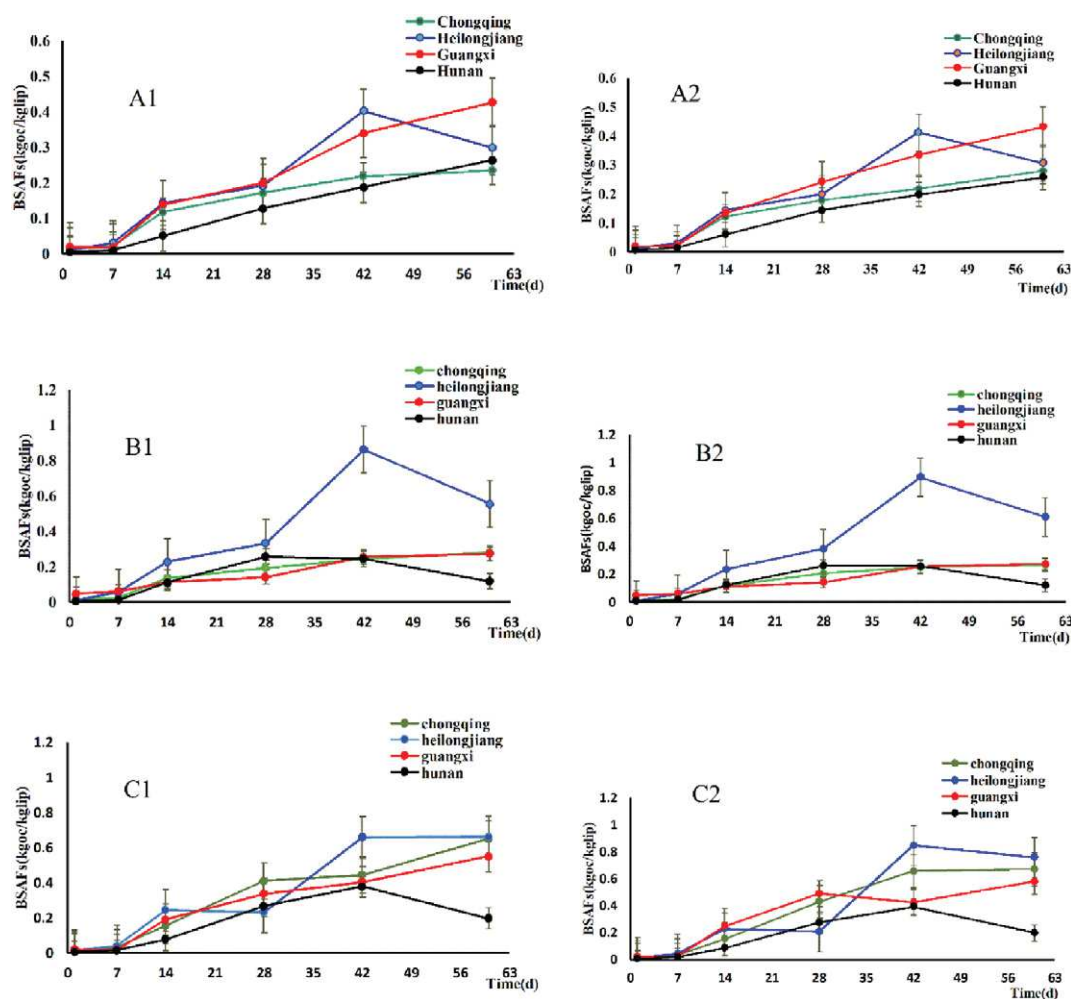 Chongqing
Heilongjiang
Guangxi
Hunan
A1
BSAFs(kgoc/kglip)
0.6
0.5
0.4
0.3
0.2
0.1
0
0 7 14 21 28 35 42 49 56 63
Time(d)
Chongqing
Heilongjiang
Guangxi
Hunan
A2
BSAFs(kgoc/kglip)
0.6
0.5
0.4
0.3
0.2
0.1
0
0 7 14 21 28 35 42 49 56 63
Time(d)
chongqing
heilongjiang
guangxi
hunan
B1
BSAFs(kgoc/kglip)
1.2
1
0.8
0.6
0.4
0.2
0
0 7 14 21 28 35 42 49 56 63
Time(d)
chongqing
heilongjiang
guangxi
hunan
B2
BSAFs(kgoc/kglip)
1.2
1
0.8
0.6
0.4
0.2
0
0 7 14 21 28 35 42 49 56 63
Time(d)
chongqing
heilongjiang
guangxi
hunan
C1
BSAFs(kgoc/kglip)
1.2
1
0.8
0.6
0.4
0.2
0
0 7 14 21 28 35 42 49 56 63
Time(d)
chongqing
heilongjiang
guangxi
hunan
C2
BSAFs(kgoc/kglip)
1.2
1
0.8
0.6
0.4
0.2
0
0 7 14 21 28 35 42 49 56 63
Time(d)